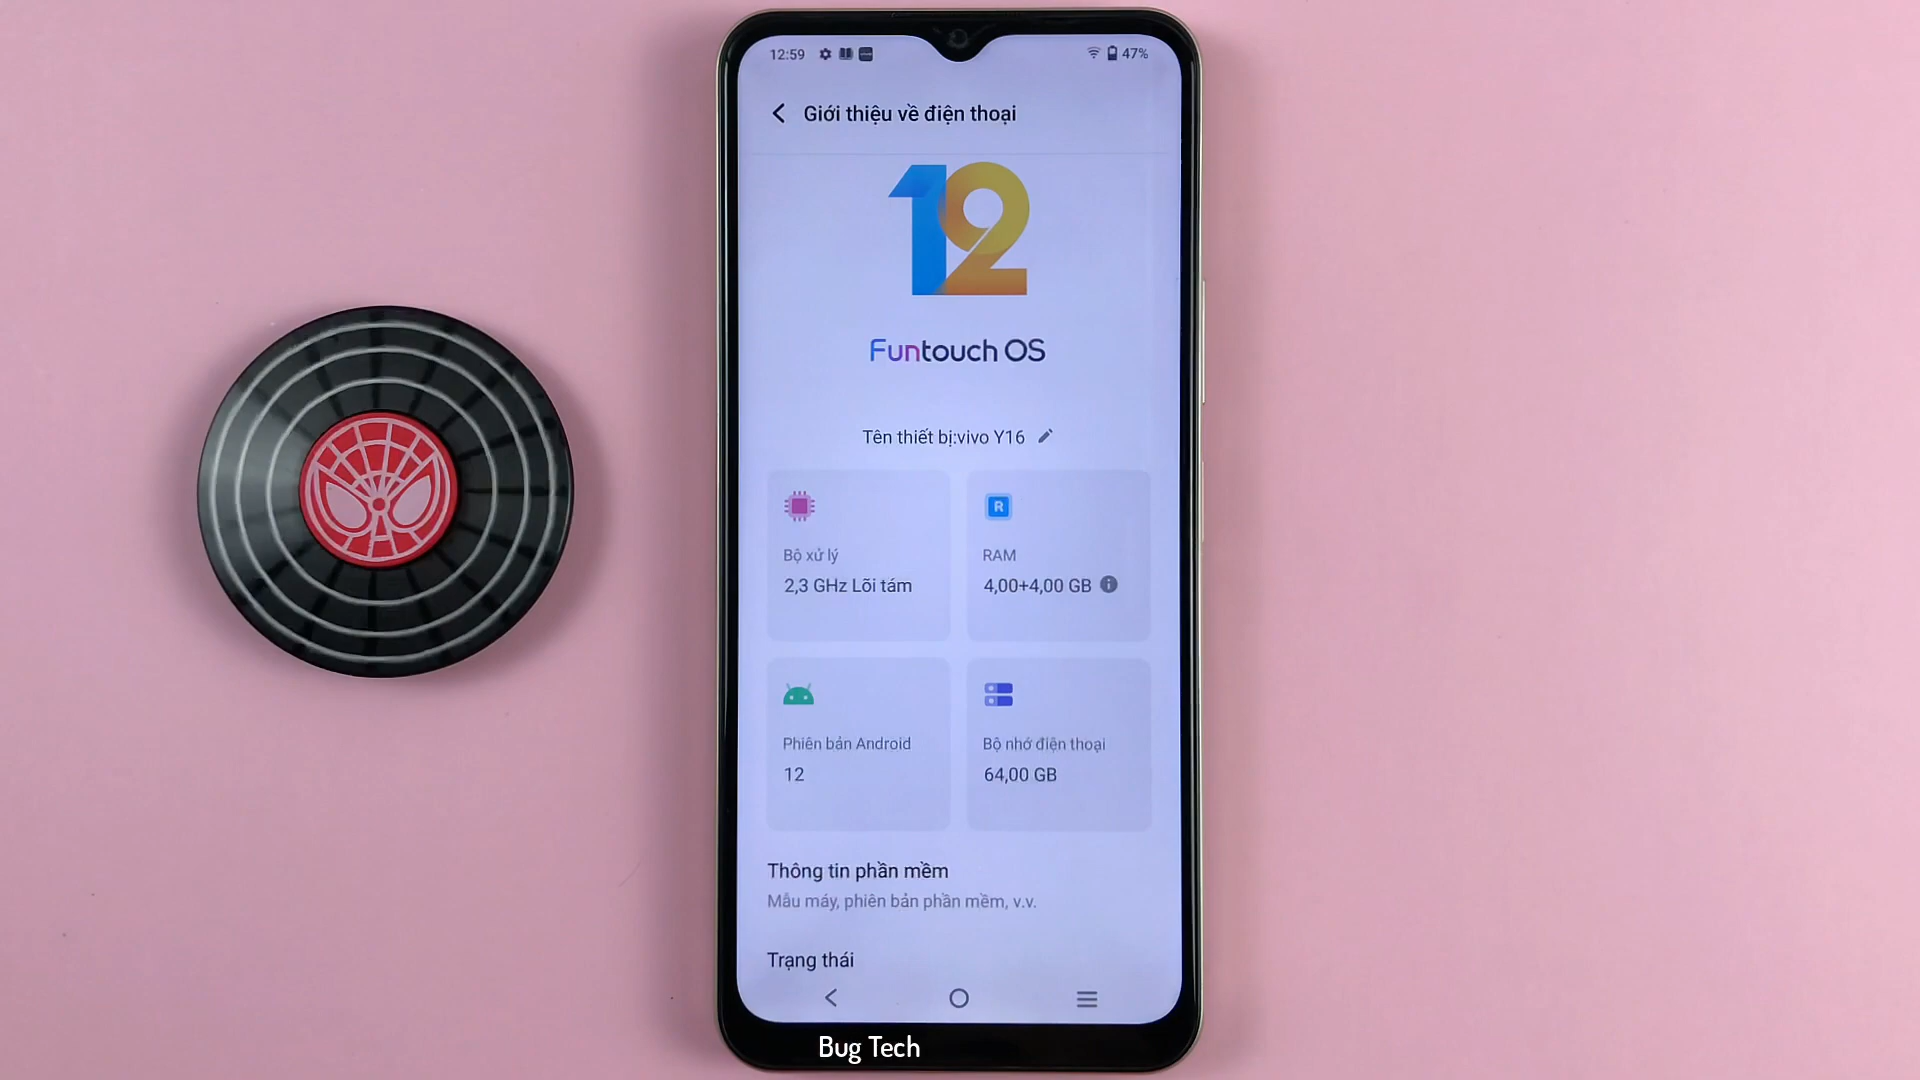 12:59
47%
Giới thiệu về điện thoại
12
Funtouch OS
Tên thiết bị:vivo Y16
Bộ xử lý
2,3 GHz Lõi tám
R
RAM
4,00+4,00 GB
Phiên bản Android
12
Bộ nhớ điện thoại
64,00 GB
Thông tin phần mềm
Mẫu máy, phiên bản phần mềm, v.v.
Trạng thái
Bug Tech